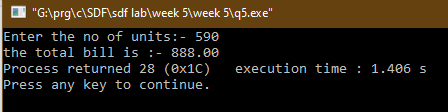 "G:\prg\c\SDF\sdf lab\week 5\week 5\q5.exe"
Enter the no of units:- 590
the total bill is :- 888.00
Process returned 28 (0x1C)   execution time : 1.406 s
Press any key to continue.